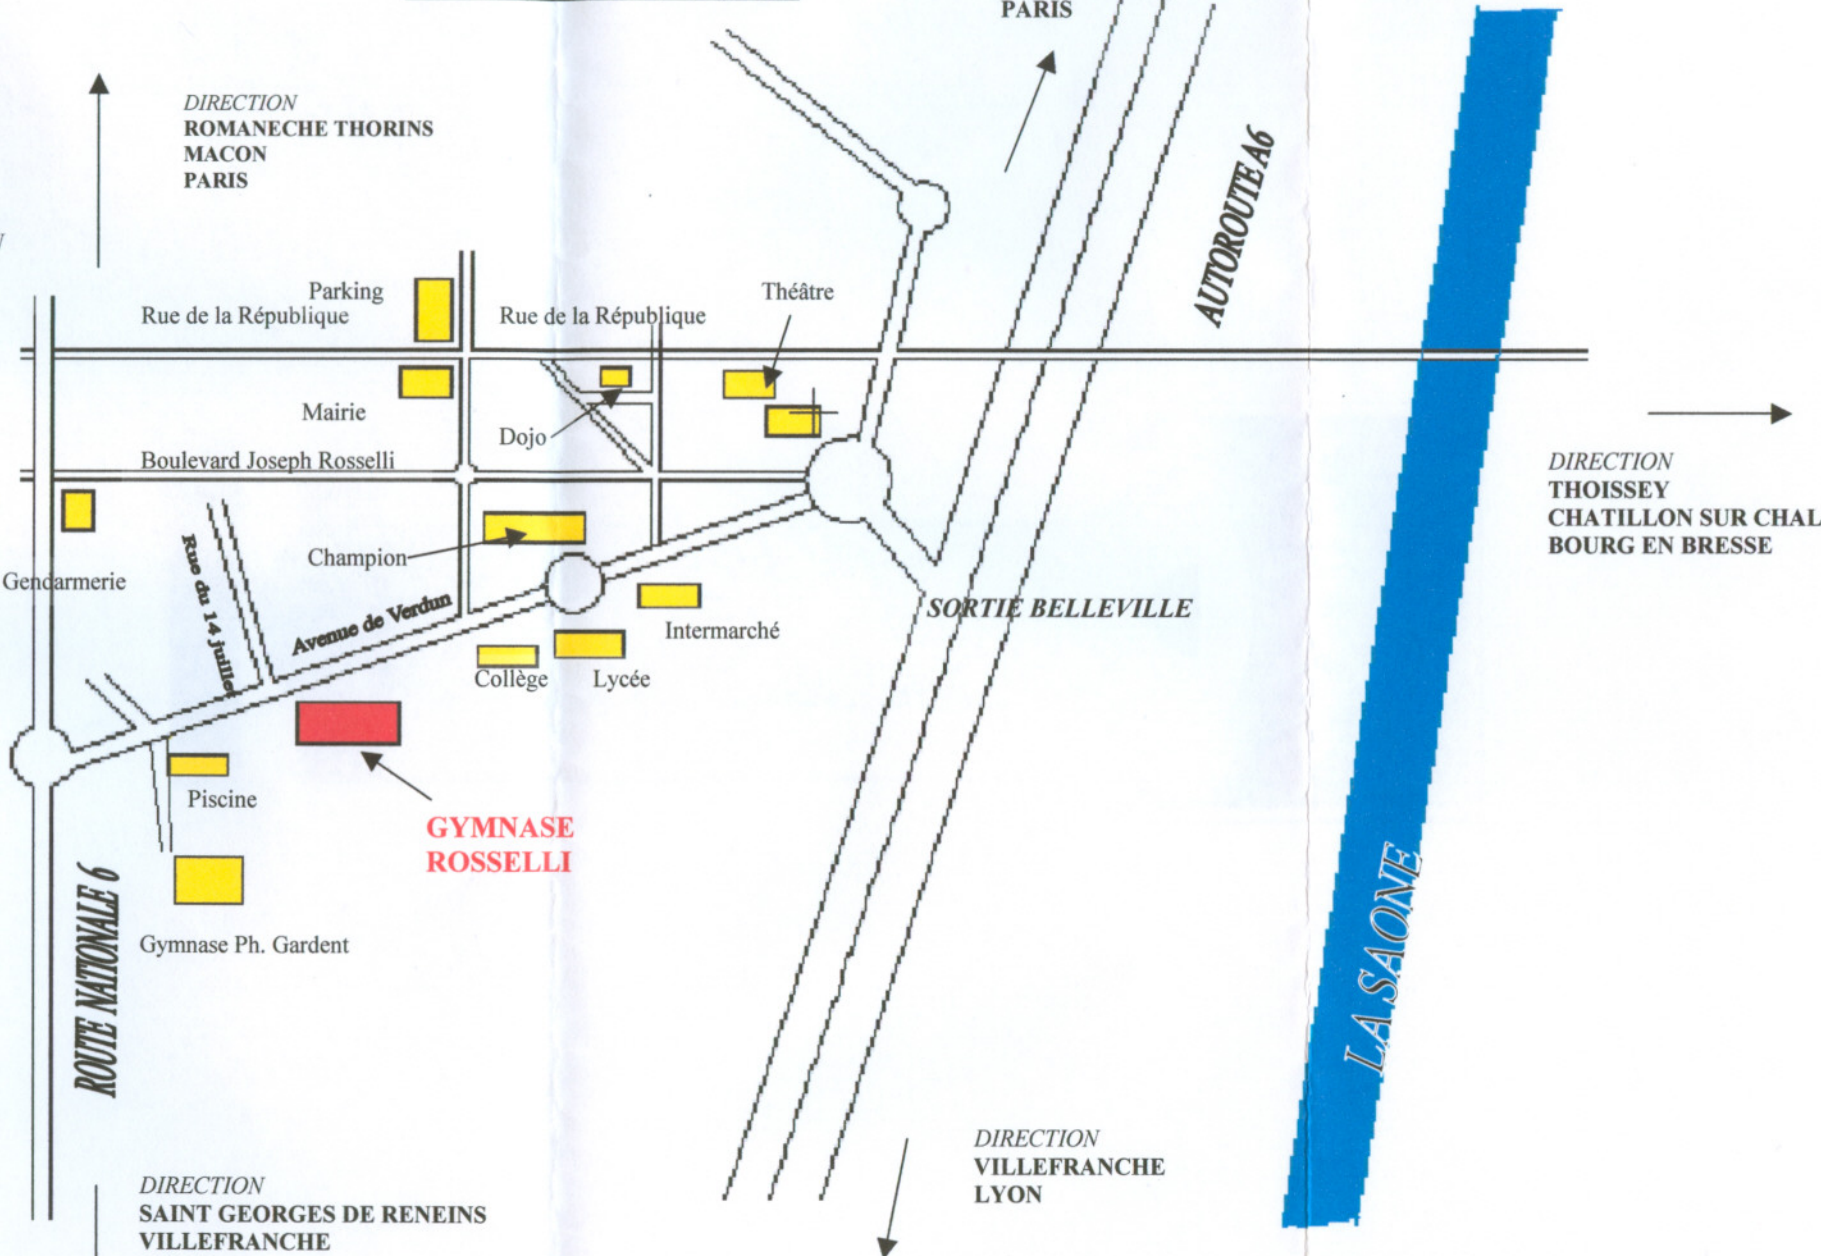 PARIS
DIRECTION
ROMANECHE THORINS
MACON
PARIS
AUTOROUTE A6
Parking
Théâtre
Rue de la République
Rue de la République
Mairie
Dojo
Boulevard Joseph Rosselli
DIRECTION
THOISSEY
CHATILLON SUR CHAL
BOURG EN BRESSE
Gendarmerie
Rue du 14 juillet
Champion
Avenue de Verdun
SORTIE BELLEVILLE
Intermarché
Collège
Lycée
Piscine
GYMNASE
ROSSELLI
ROUTE NATIONALE 6
Gymnase Ph. Gardent
LA SAONE
DIRECTION
VILLEFRANCHE
LYON
DIRECTION
SAINT GEORGES DE RENEINS
VILLEFRANCHE